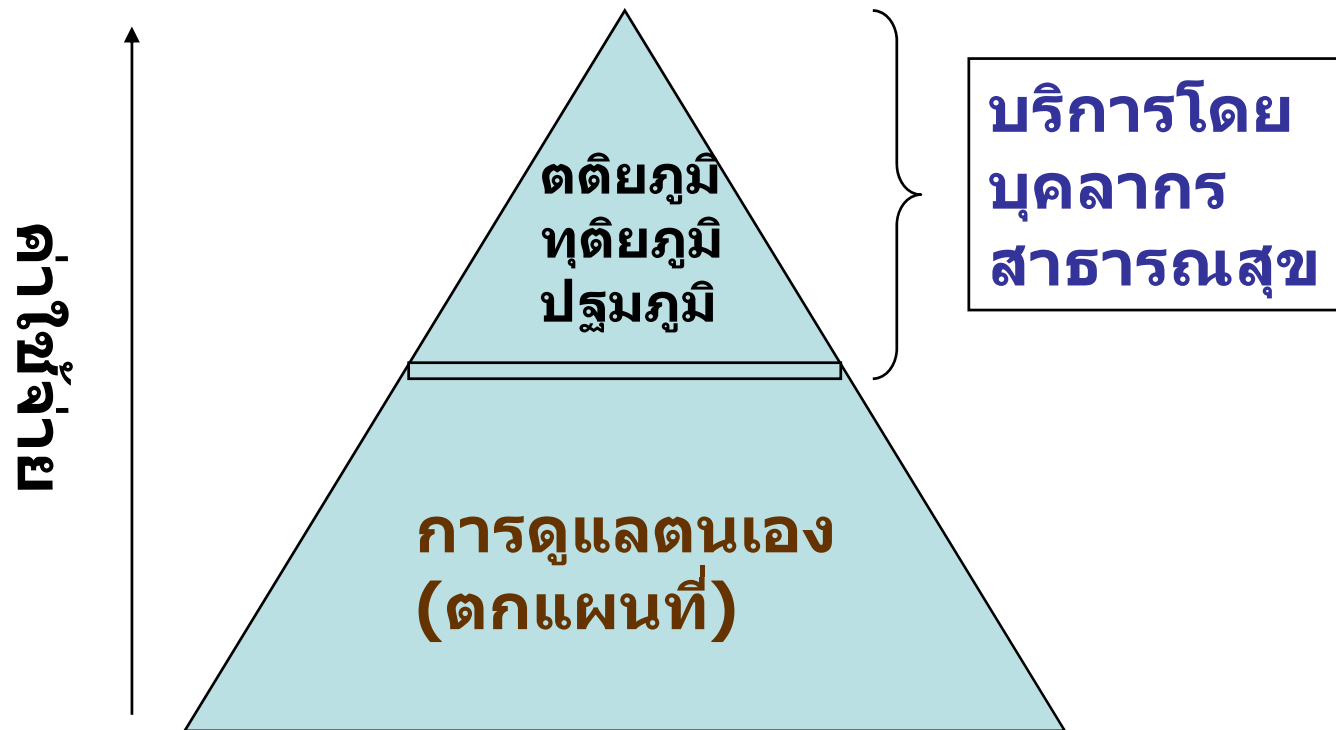 ค่าใช้จ่าย
ตติยภูมิ
ทุติยภูมิ
ปฐมภูมิ
บริการโดย
บุคลากร
สาธารณสุข
การดูแลตนเอง
(ตกแผนที่)